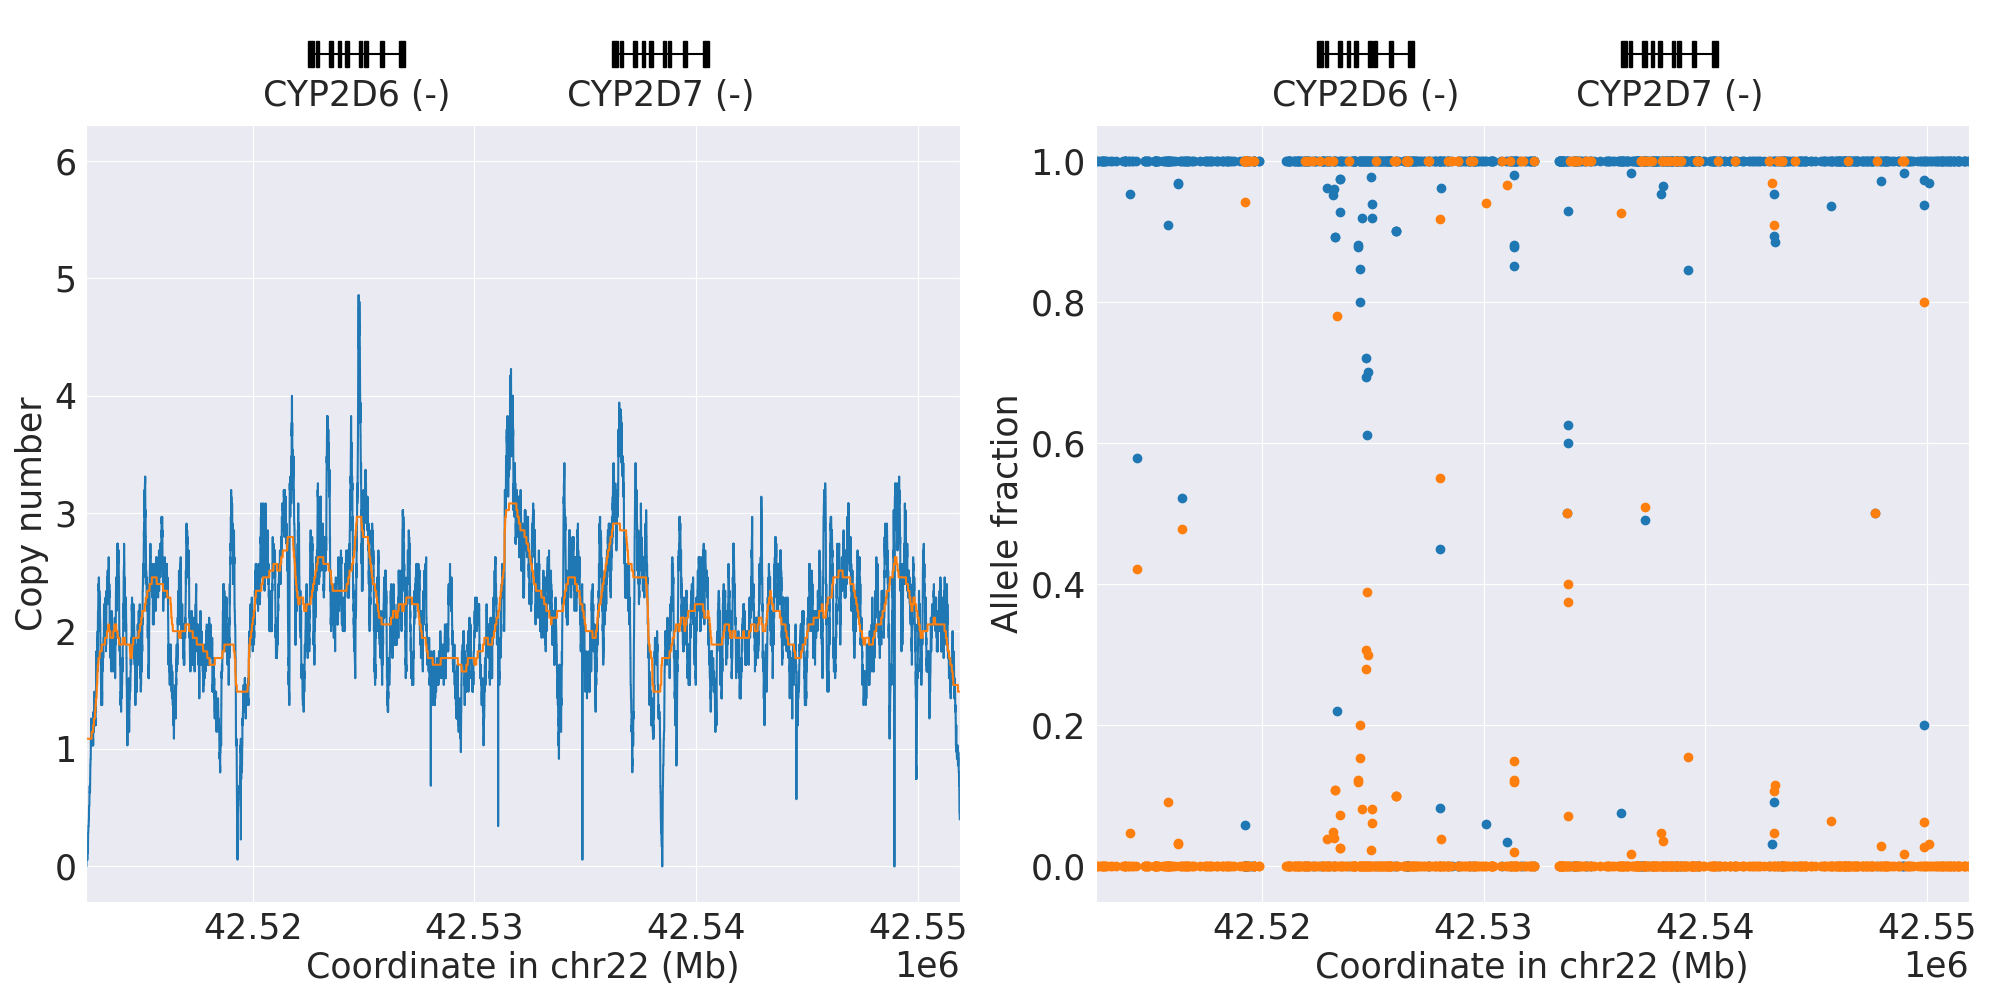 CYP2D6 (-) CYP2D7 (-)
6
5
4
3
2
1
0
Copy number
42.52 42.53 42.54 42.55
Coordinate in chr22 (Mb) 1e6
CYP2D6 (-) CYP2D7 (-)
1.0
0.8
0.6
0.4
0.2
0.0
Allele fraction
42.52 42.53 42.54 42.55
Coordinate in chr22 (Mb) 1e6